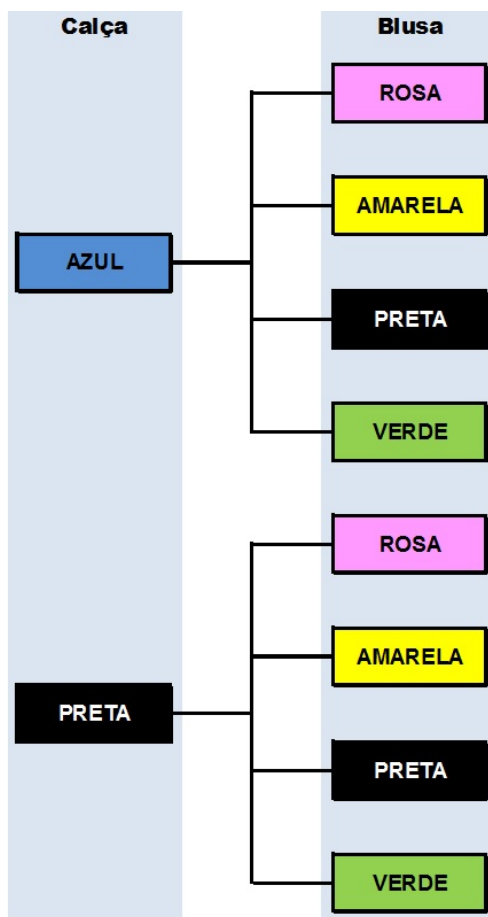 Calça
Blusa
ROSA
AMARELA
AZUL
PRETA
VERDE
ROSA
AMARELA
PRETA
PRETA
VERDE